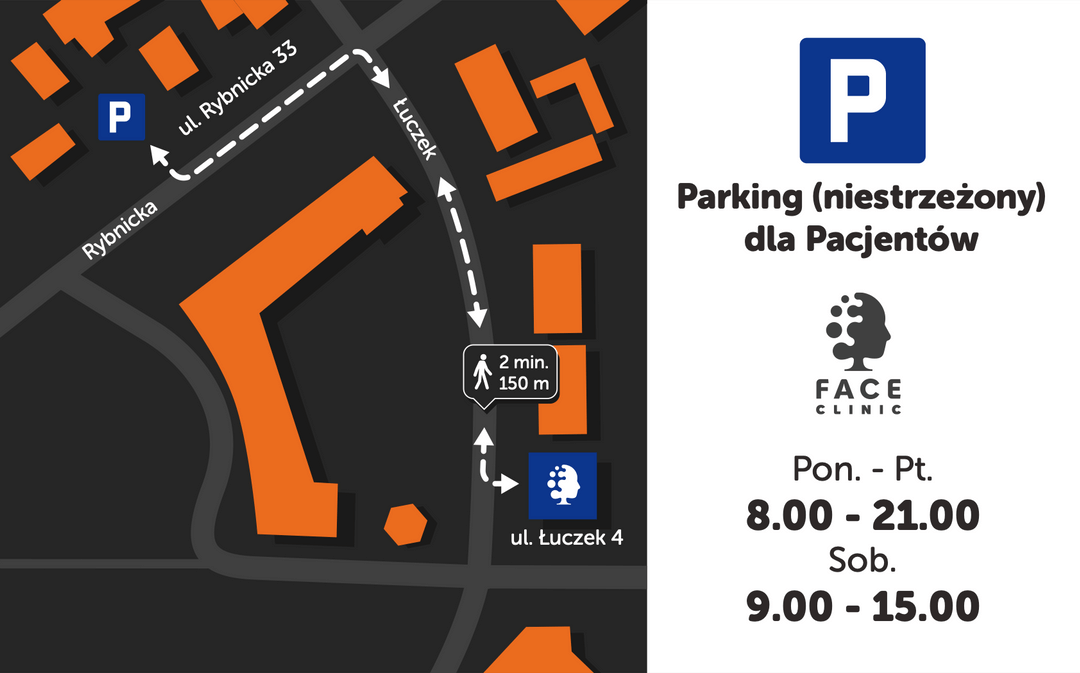 P
ul. Rybnicka 33
Łuczek
Rybnicka
2 min.
150 m
ul. Łuczek 4
P
Parking (niestrzeżony)
dla Pacjentów
FACE
CLINIC
Pon. - Pt.
8.00 - 21.00
Sob.
9.00 - 15.00